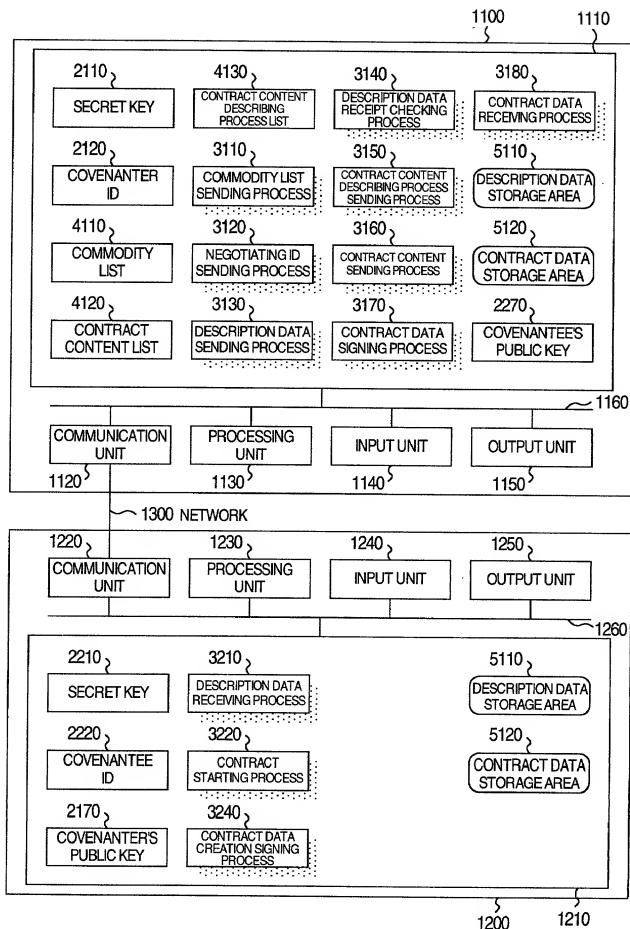 1100
1110
2110
SECRET KEY
4130
CONTRACT CONTENT
DESCRIBING
PROCESS LIST
3140
DESCRIPTION DATA
RECEIPT CHECKING
PROCESS
3180
CONTRACT DATA
RECEIVING PROCESS
2120
COVENANTER
ID
3110
COMMODITY LIST
SENDING PROCESS
3150
CONTRACT CONTENT
DESCRIBING PROCESS
SENDING PROCESS
5110
DESCRIPTION DATA
STORAGE AREA
4110
COMMODITY
LIST
3120
NEGOTIATING ID
SENDING PROCESS
3160
CONTRACT CONTENT
SENDING PROCESS
5120
CONTRACT DATA
STORAGE AREA
4120
CONTRACT
CONTENT LIST
3130
DESCRIPTION DATA
SENDING PROCESS
3170
CONTRACT DATA
SIGNING PROCESS
2270
COVENANTEE'S
PUBLIC KEY
1160
COMMUNICATION
UNIT
1120
PROCESSING
UNIT
1130
INPUT UNIT
1140
OUTPUT UNIT
1150
1300 NETWORK
1220
COMMUNICATION
UNIT
1230
PROCESSING
UNIT
1240
INPUT UNIT
1250
OUTPUT UNIT
1260
2210
SECRET KEY
3210
DESCRIPTION DATA
RECEIVING PROCESS
5110
DESCRIPTION DATA
STORAGE AREA
2220
COVENANTEE
ID
3220
CONTRACT
STARTING PROCESS
5120
CONTRACT DATA
STORAGE AREA
2170
COVENANTER'S
PUBLIC KEY
3240
CONTRACT DATA
CREATION SIGNING
PROCESS
1200
1210